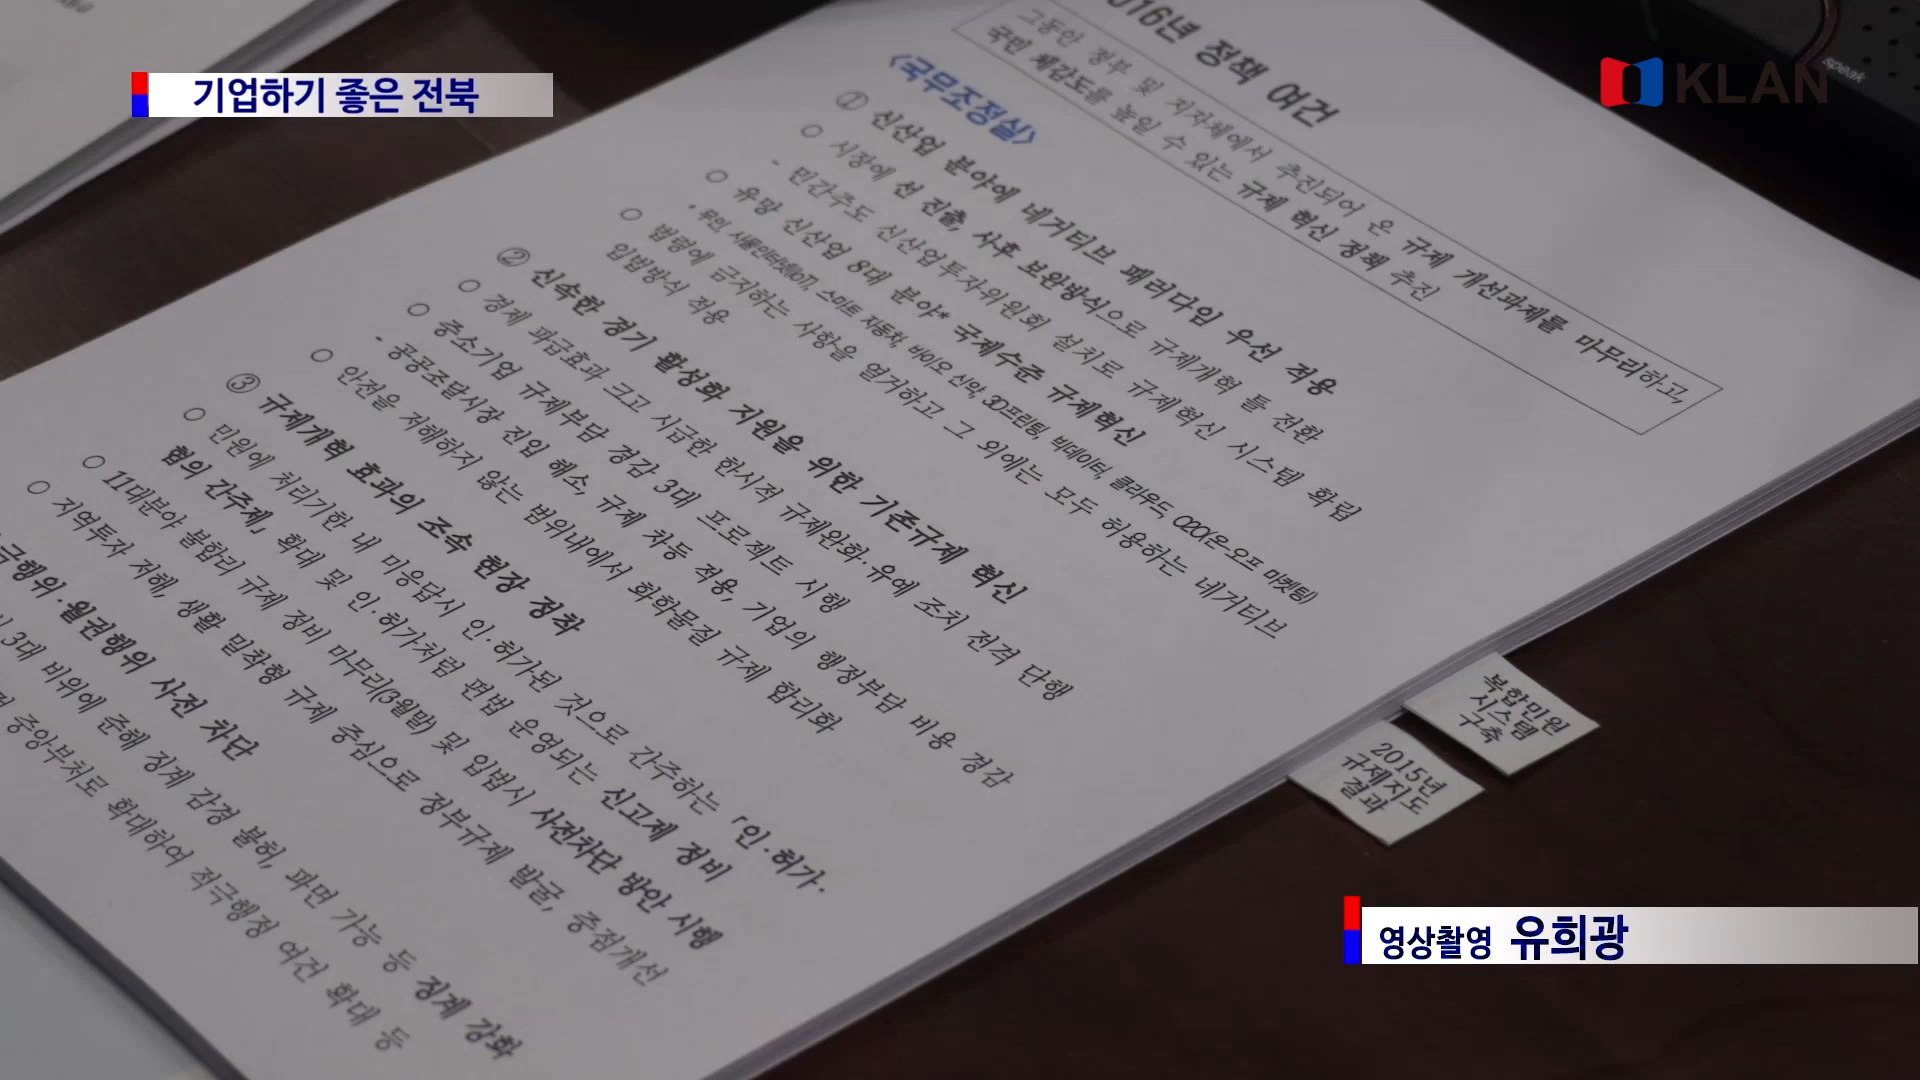 기업하기 좋은 전북
KLAN
speak
016년 정책 여건
그동안 정부 및 지자체에서 추진되어 온 규제 개선과제를 마무리하고,
국민 체감도를 높일 수 있는 규제 혁신 정책 추진
<국무조정실>
① 신산업 분야에 네거티브 패러다임 우선 적용
○ 시장에 선 진출, 사후 보완방식으로 규제개혁 틀 전환
- 민간주도 신산업투자위원회 설치로 규제혁신 시스템 확립
○ 유망 신산업 8대 분야* 국제수준 규제혁신
* 무인, 사물인터넷(IoT), 스마트 자동차, 바이오 신약, 3D프린팅, 빅데이터, 클라우드, O2O(온·오프 마켓팅)
○ 법령에 금지하는 사항을 열거하고 그 외에는 모두 허용하는 네거티브
입법방식 적용
② 신속한 경기 활성화 지원을 위한 기존규제 혁신
○ 경제 파급효과 크고 시급한 한시적 규제완화·유예 조치 전격 단행
○ 중소기업 규제부담 경감 3대 프로젝트 시행
- 공공조달시장 진입 해소, 규제 차등 적용, 기업의 행정부담 비용 경감
○ 안전을 저해하지 않는 범위내에서 화학물질 규제 합리화
③ 규제개혁 효과의 조속 현장 정착
○ 민원에 처리기한 내 미응답시 인·허가된 것으로 간주하는 「인·허가·
협의 간주제」 확대 및 인·허가처럼 편법 운영되는 신고제 정비
○ 11대분야 불합리 규제 정비 마무리(3월말) 및 입법시 사전차단 방안 시행
○ 지역투자 저해, 생활 밀착형 규제 중심으로 정부규제 발굴, 중점개선
극행위·월권행위 사전 차단
3대 비위에 준해 징계 감경 불허, 파면 가능 등 징계 강화
중앙부처로 확대하여 적극행정 여건 확대 등
복합민원
시스템
구축
2015년
규제지도
결과
영상촬영 유희광